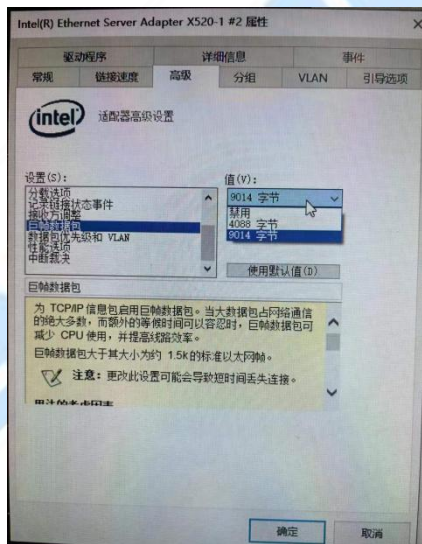 Intel(R) Ethernet Server Adapter X520-1 #2 属性
驱动程序 详细信息 事件
常规 链接速度 高级 分组 VLAN 引导选项
intel
适配器高级设置
设置(S): 值(V):
分载选项
记录链接状态事件
接收方调整
巨帧数据包
数据包优先级和 VLAN
性能选项
中断裁决
9014 字节
禁用
4088 字节
9014 字节
使用默认值(D)
巨帧数据包
为 TCP/IP 信息包启用巨帧数据包。当大数据包占网络通信
的绝大多数，而额外的等候时间可以容忍时，巨帧数据包可
减少 CPU 使用，并提高线路效率。
巨帧数据包大于其大小为约 1.5k 的标准以太网帧。
注意：更改此设置可能会导致短时间丢失连接。
确定 取消